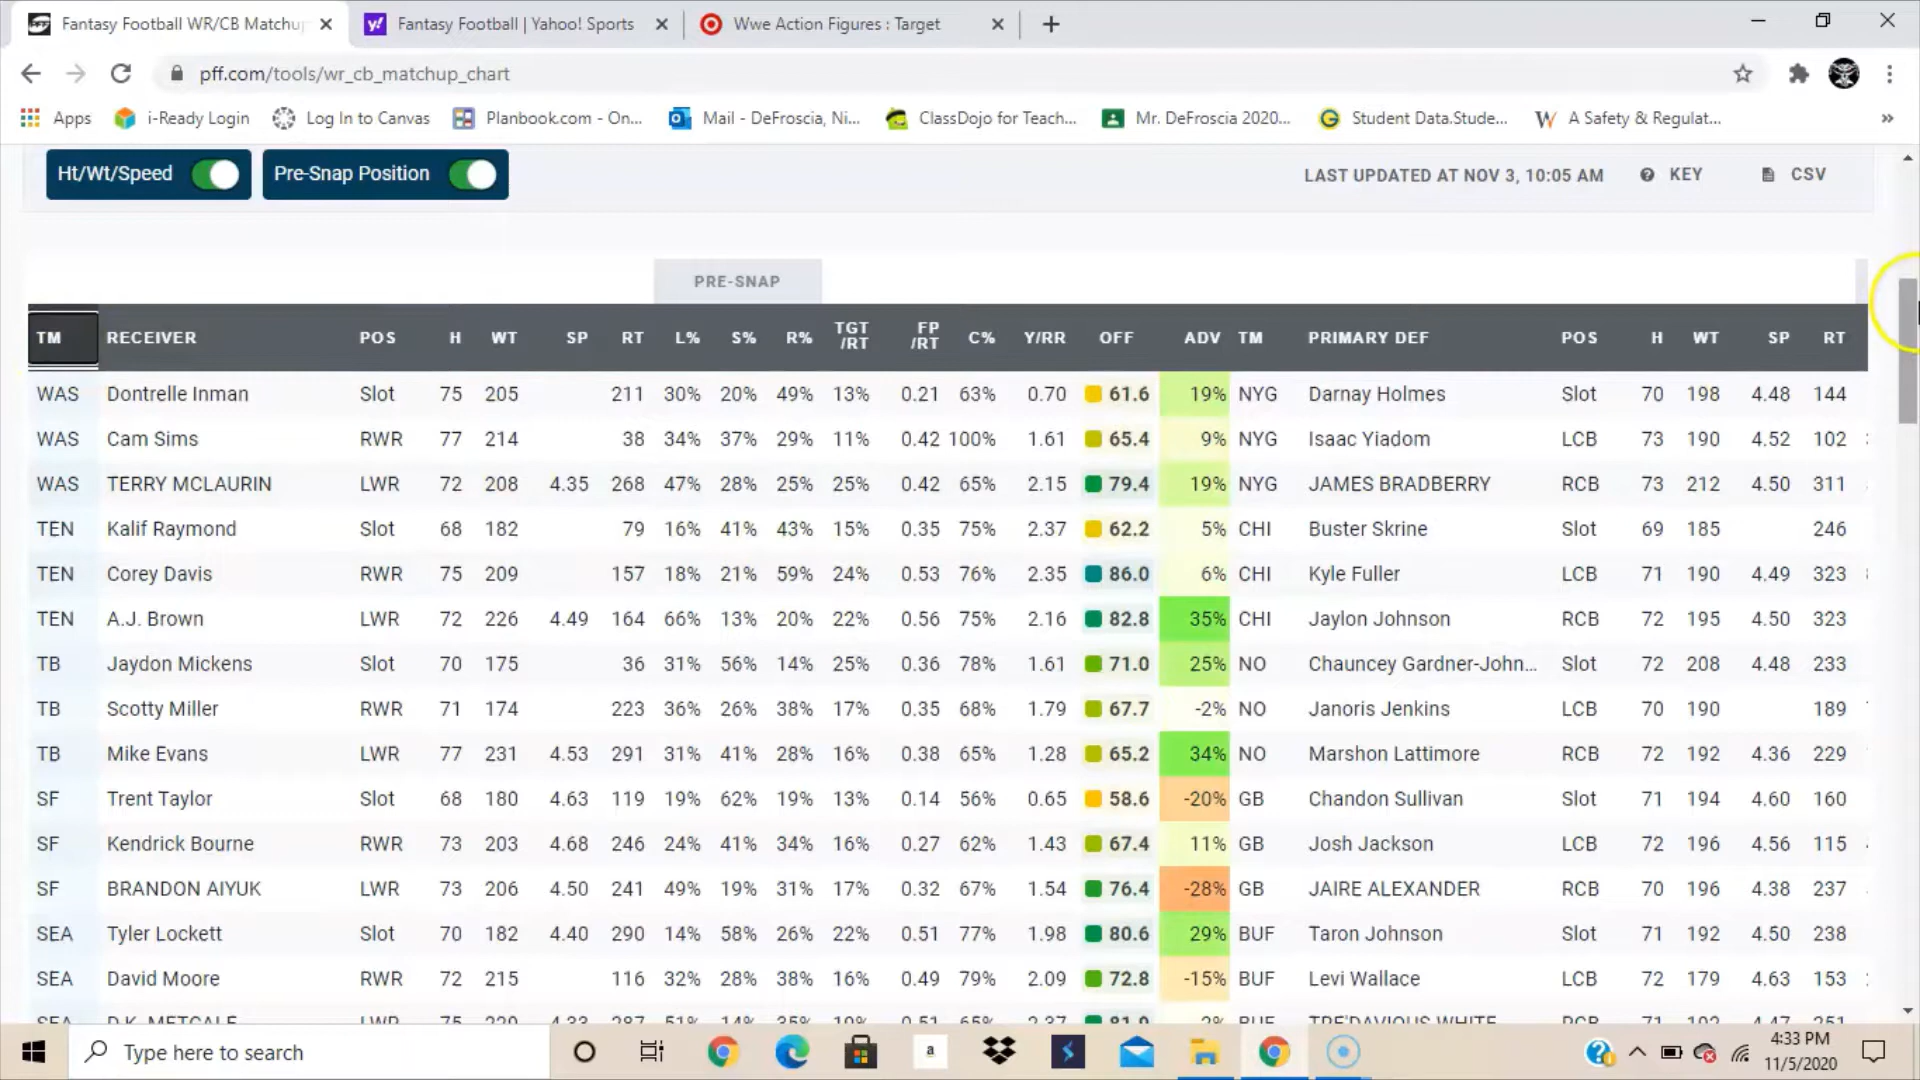 Fantasy Football WR/CB Matchup
Fantasy Football | Yahoo! Sports
Wwe Action Figures : Target
pff.com/tools/wr_cb_matchup_chart
Apps
i-Ready Login
Log In to Canvas
Planbook.com - On...
Mail - DeFroscia, Ni...
ClassDojo for Teach...
Mr. DeFroscia 2020...
Student Data.Stude...
A Safety & Regulat...
»
Ht/Wt/Speed
Pre-Snap Position
LAST UPDATED AT NOV 3, 10:05 AM
KEY
CSV
PRE-SNAP
TM RECEIVER POS H WT SP RT L% S% R% TGT /RT FP /RT C% Y/RR OFF ADV TM PRIMARY DEF POS H WT SP RT
WAS Dontrelle Inman Slot 75 205 211 30% 20% 49% 13% 0.21 63% 0.70 61.6 19% NYG Darnay Holmes Slot 70 198 4.48 144
WAS Cam Sims RWR 77 214 38 34% 37% 29% 11% 0.42 100% 1.61 65.4 9% NYG Isaac Yiadom LCB 73 190 4.52 102
WAS TERRY MCLAURIN LWR 72 208 4.35 268 47% 28% 25% 25% 0.42 65% 2.15 79.4 19% NYG JAMES BRADBERRY RCB 73 212 4.50 311
TEN Kalif Raymond Slot 68 182 79 16% 41% 43% 15% 0.35 75% 2.37 62.2 5% CHI Buster Skrine Slot 69 185 246
TEN Corey Davis RWR 75 209 157 18% 21% 59% 24% 0.53 76% 2.35 86.0 6% CHI Kyle Fuller LCB 71 190 4.49 323
TEN A.J. Brown LWR 72 226 4.49 164 66% 13% 20% 22% 0.56 75% 2.16 82.8 35% CHI Jaylon Johnson RCB 72 195 4.50 323
TB Jaydon Mickens Slot 70 175 36 31% 56% 14% 25% 0.36 78% 1.61 71.0 25% NO Chauncey Gardner-John... Slot 72 208 4.48 233
TB Scotty Miller RWR 71 174 223 36% 26% 38% 17% 0.35 68% 1.79 67.7 -2% NO Janoris Jenkins LCB 70 190 189
TB Mike Evans LWR 77 231 4.53 291 31% 41% 28% 16% 0.38 65% 1.28 65.2 34% NO Marshon Lattimore RCB 72 192 4.36 229
SF Trent Taylor Slot 68 180 4.63 119 19% 62% 19% 13% 0.14 56% 0.65 58.6 -20% GB Chandon Sullivan Slot 71 194 4.60 160
SF Kendrick Bourne RWR 73 203 4.68 246 24% 41% 34% 16% 0.27 62% 1.43 67.4 11% GB Josh Jackson LCB 72 196 4.56 115
SF BRANDON AIYUK LWR 73 206 4.50 241 49% 19% 31% 17% 0.32 67% 1.54 76.4 -28% GB JAIRE ALEXANDER RCB 70 196 4.38 237
SEA Tyler Lockett Slot 70 182 4.40 290 14% 58% 26% 22% 0.51 77% 1.98 80.6 29% BUF Taron Johnson Slot 71 192 4.50 238
SEA David Moore RWR 72 215 116 32% 28% 38% 16% 0.49 79% 2.09 72.8 -15% BUF Levi Wallace LCB 72 179 4.63 153
SEA D.K. METCALF LWR 75 BUF TRE'DAVIOUS WHITE RCB
Type here to search
4:33 PM
11/5/2020